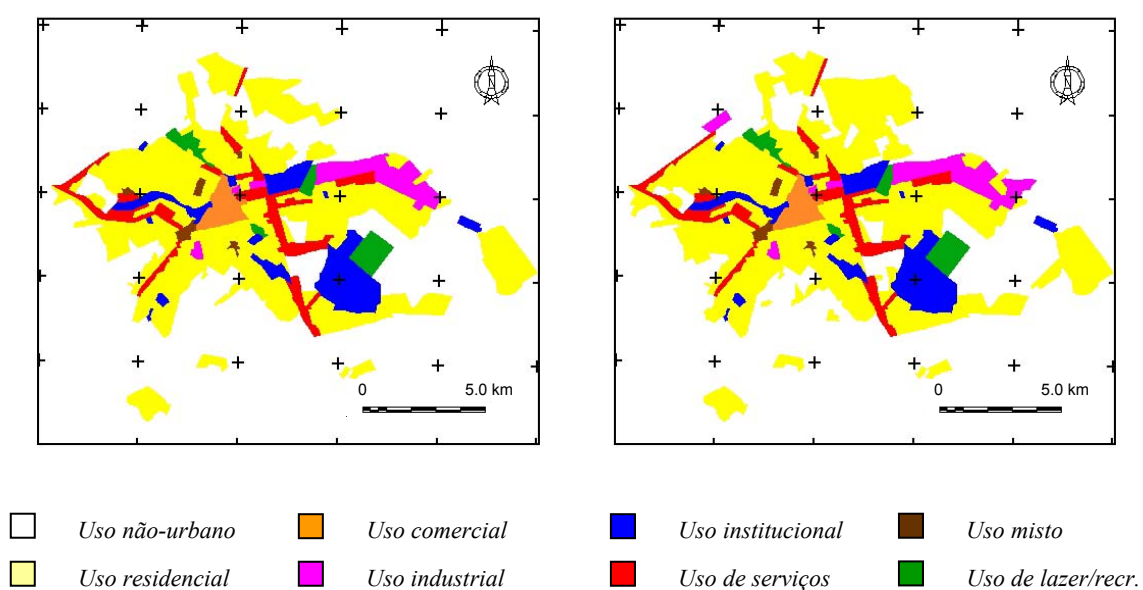 0 5.0 km
0 5.0 km
Uso não-urbano Uso comercial Uso institucional Uso misto
Uso residencial Uso industrial Uso de serviços Uso de lazer/recr.